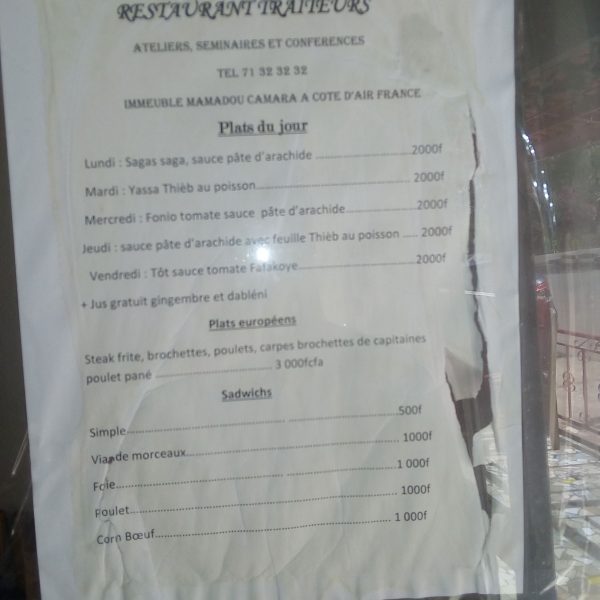 RESTAURANT TRAITEURS
ATELIERS, SEMINAIRES ET CONFERENCES
TEL 71 32 32 32
IMMEUBLE MAMADOU CAMARA A COTE D'AIR FRANCE
Plats du jour
Lundi : Sagas saga, sauce pâte d'arachide ........................ 2000f
Mardi : Yassa Thièb au poisson....................................... 2000f
Mercredi : Fonio tomate sauce pâte d'arachide.................2000f
Jeudi : sauce pâte d'arachide avec feuille Thièb au poisson ..... 2000f
Vendredi : Tôt sauce tomate Fafakoye.............................2000f
+ Jus gratuit gingembre et dabléni
Plats européens
Steak frite, brochettes, poulets, carpes brochettes de capitaines
poulet pané ............................. 3 000fcfa
Sadwichs
Simple.......................................................500f
Viande morceaux............................................. 1000f
Foie.......................................................1 000f
Poulet...................................................... 1000f
Corn Bœuf................................................ 1 000f